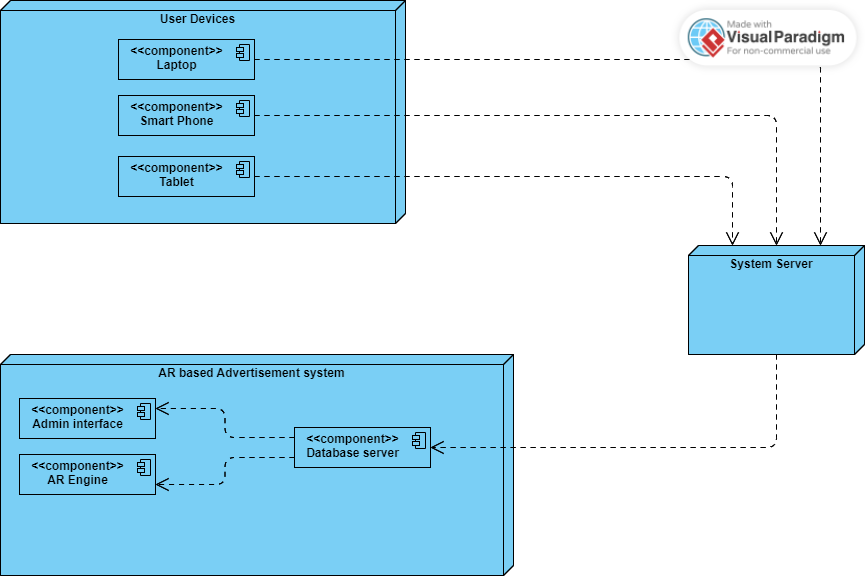 User Devices
<<component>>
Laptop
<<component>>
Smart Phone
<<component>>
Tablet
Made with
Visual Paradigm
For non-commercial use
System Server
AR based Advertisement system
<<component>>
Admin interface
<<component>>
AR Engine
<<component>>
Database server